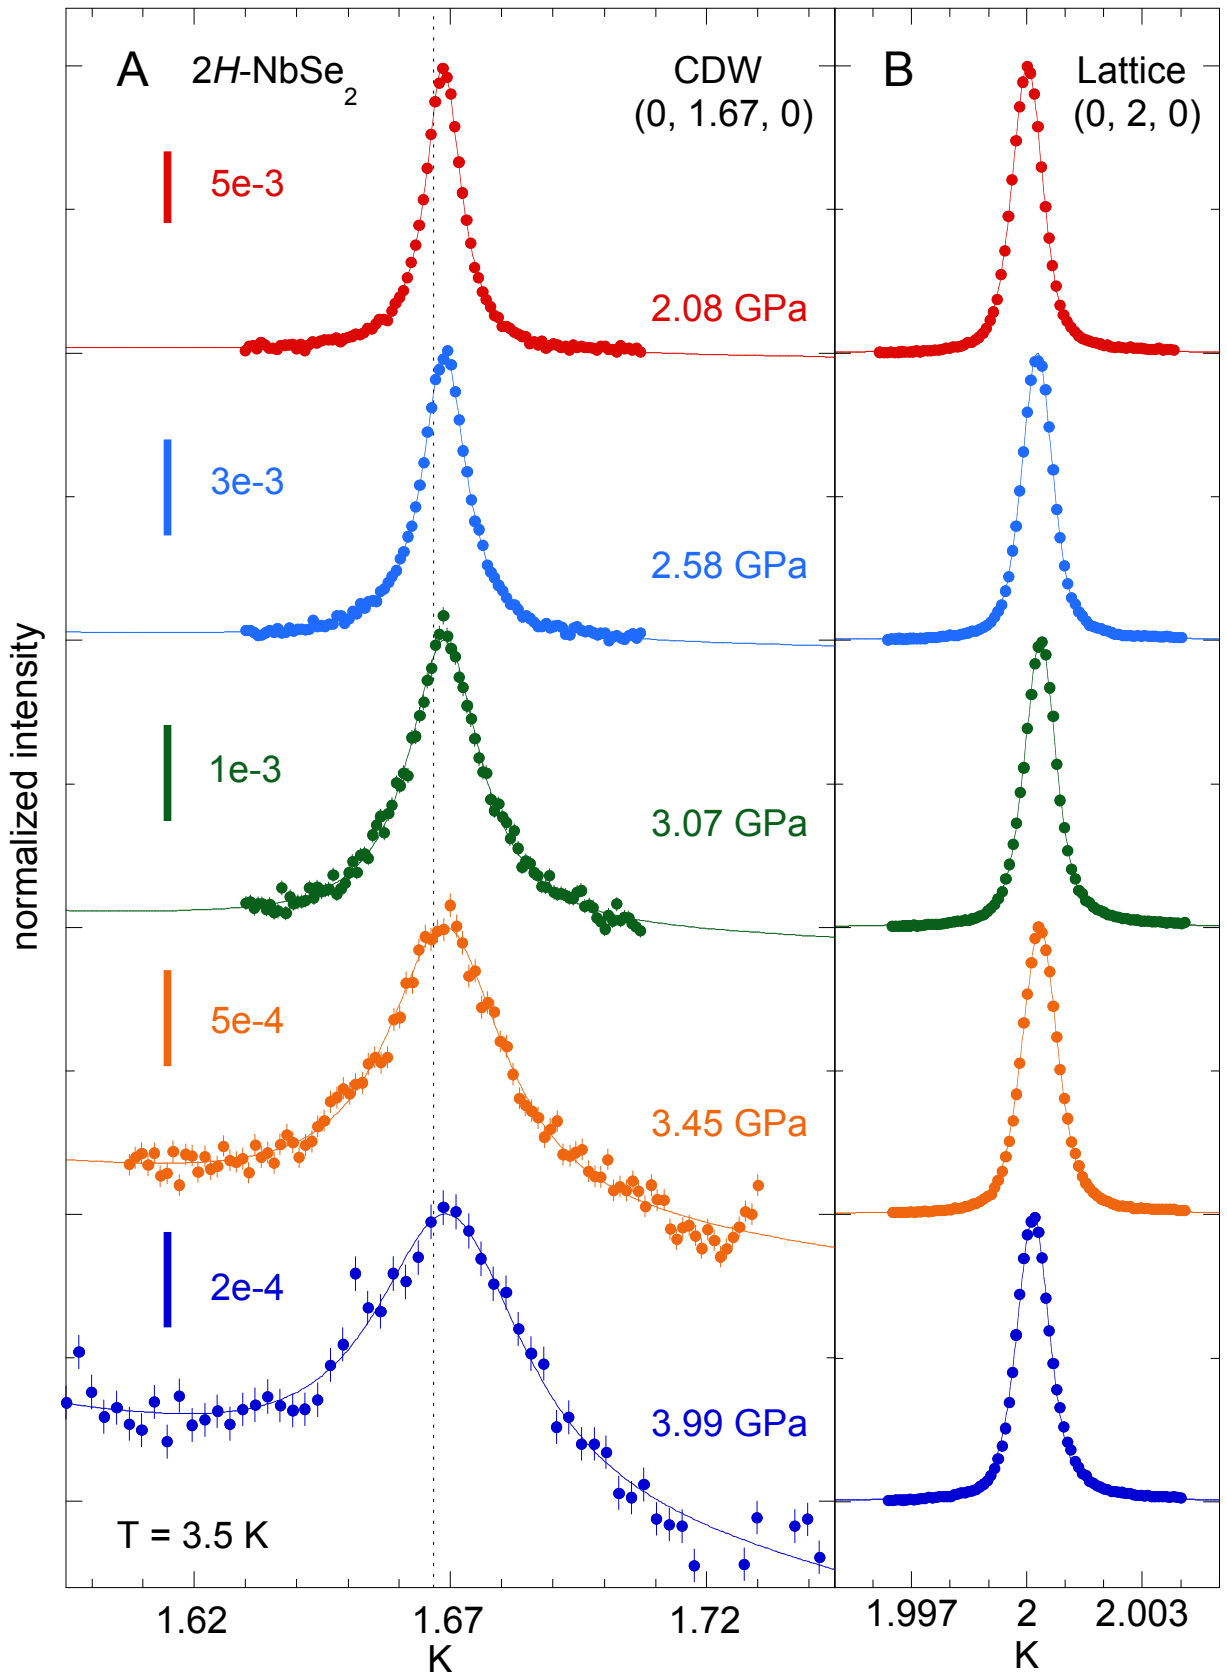 A
2H-NbSe2
CDW
(0, 1.67, 0)
B
Lattice
(0, 2, 0)
5e-3
2.08 GPa
3e-3
2.58 GPa
normalized intensity
1e-3
3.07 GPa
5e-4
3.45 GPa
2e-4
3.99 GPa
T = 3.5 K
1.62 1.67 1.72
K
1.997 2 2.003
K